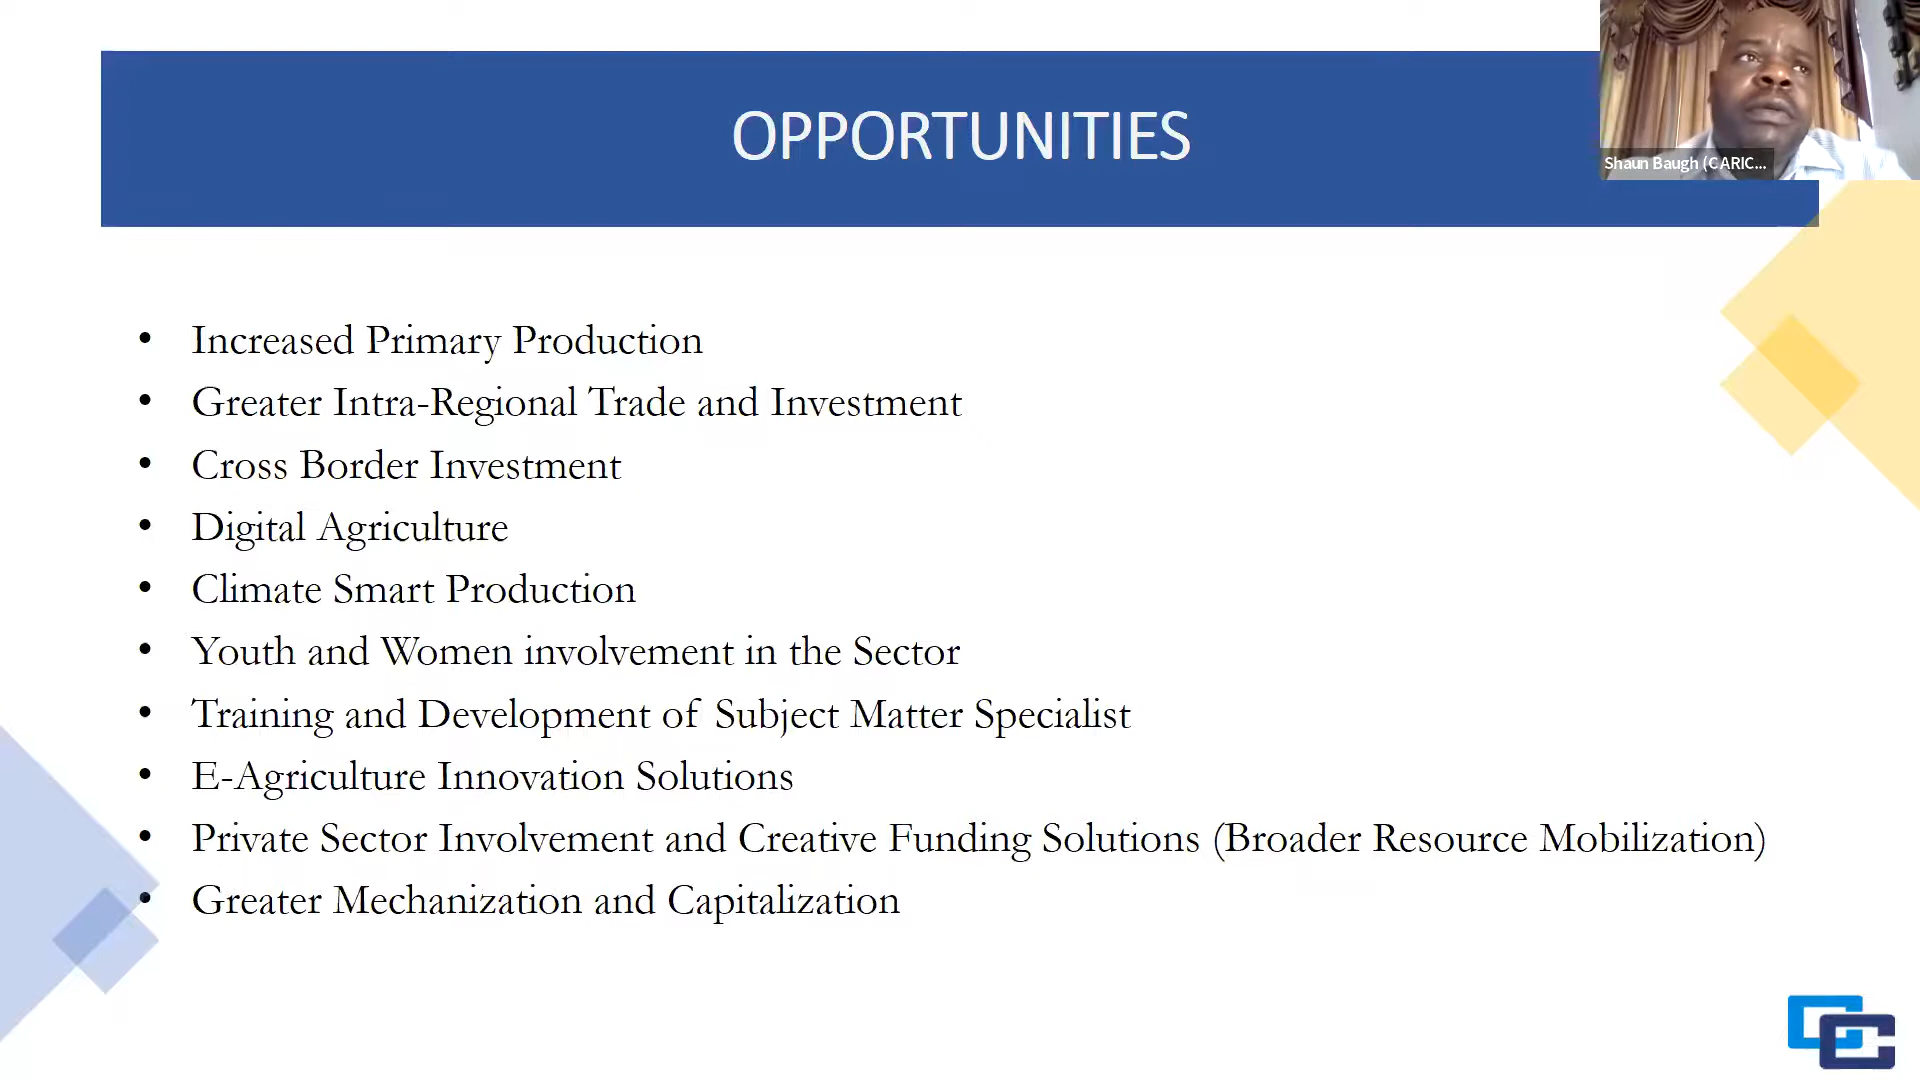 OPPORTUNITIES
Shaun Baugh (CARIC...
• Increased Primary Production
• Greater Intra-Regional Trade and Investment
• Cross Border Investment
• Digital Agriculture
• Climate Smart Production
• Youth and Women involvement in the Sector
• Training and Development of Subject Matter Specialist
• E-Agriculture Innovation Solutions
• Private Sector Involvement and Creative Funding Solutions (Broader Resource Mobilization)
• Greater Mechanization and Capitalization